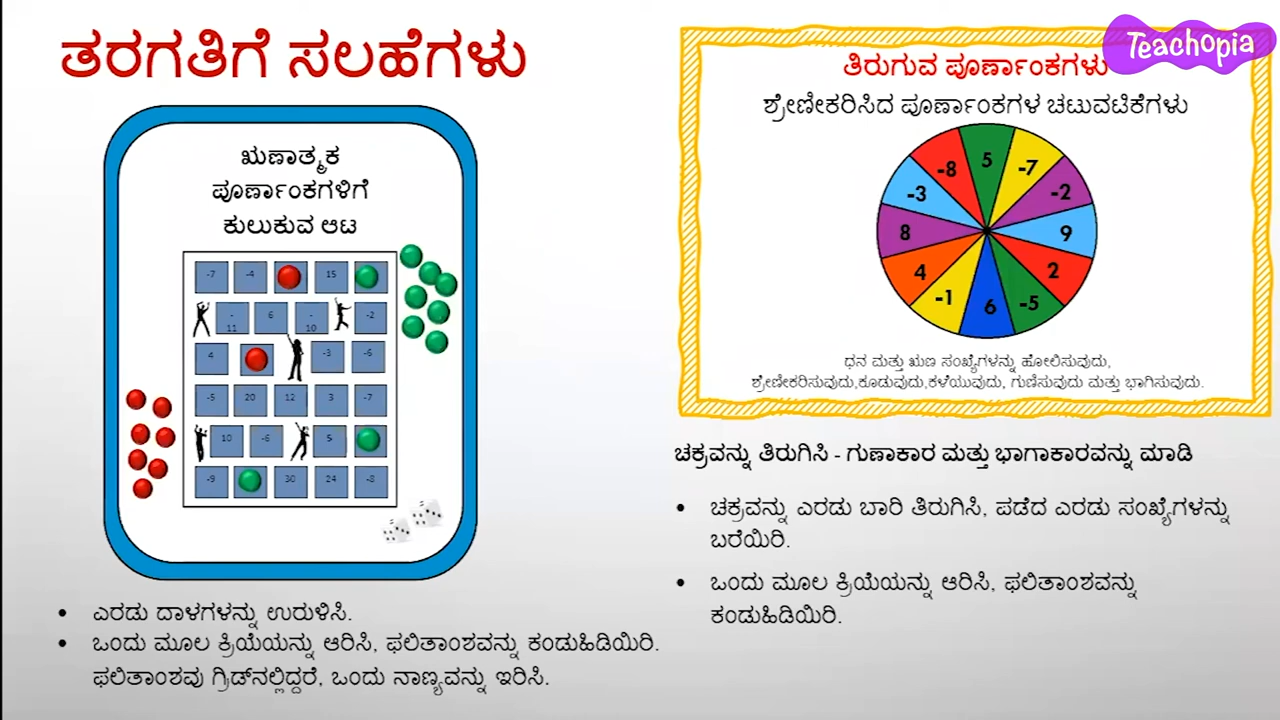 ತರಗತಿಗೆ ಸಲಹೆಗಳು
ಋಣಾತ್ಮಕ
ಪೂರ್ಣಾಂಕಗಳಿಗೆ
ಕುಲುಕುವ ಆಟ
-7 -4 15
-11 6 -10 -2
4 -3 -6
-5 20 12 3 -7
10 -6 5
-9 30 24 -8
ಎರಡು ದಾಳಗಳನ್ನು ಉರುಳಿಸಿ.
ಒಂದು ಮೂಲ ಕ್ರಿಯೆಯನ್ನು ಆರಿಸಿ, ಫಲಿತಾಂಶವನ್ನು ಕಂಡುಹಿಡಿಯಿರಿ.
ಫಲಿತಾಂಶವು ಗ್ರಿಡ್‌ನಲ್ಲಿದ್ದರೆ, ಒಂದು ನಾಣ್ಯವನ್ನು ಇರಿಸಿ.
Teachopia
ತಿರುಗುವ ಪೂರ್ಣಾಂಕಗಳು
ಶ್ರೇಣೀಕರಿಸಿದ ಪೂರ್ಣಾಂಕಗಳ ಚಟುವಟಿಕೆಗಳು
5
-7
-2
9
2
-5
6
-1
4
8
-3
-8
ಧನ ಮತ್ತು ಋಣ ಸಂಖ್ಯೆಗಳನ್ನು ಹೋಲಿಸುವುದು,
ಶ್ರೇಣೀಕರಿಸುವುದು,ಕೂಡುವುದು,ಕಳೆಯುವುದು, ಗುಣಿಸುವುದು ಮತ್ತು ಭಾಗಿಸುವುದು.
ಚಕ್ರವನ್ನು ತಿರುಗಿಸಿ - ಗುಣಾಕಾರ ಮತ್ತು ಭಾಗಾಕಾರವನ್ನು ಮಾಡಿ
ಚಕ್ರವನ್ನು ಎರಡು ಬಾರಿ ತಿರುಗಿಸಿ, ಪಡೆದ ಎರಡು ಸಂಖ್ಯೆಗಳನ್ನು
ಬರೆಯಿರಿ.
ಒಂದು ಮೂಲ ಕ್ರಿಯೆಯನ್ನು ಆರಿಸಿ, ಫಲಿತಾಂಶವನ್ನು
ಕಂಡುಹಿಡಿಯಿರಿ.